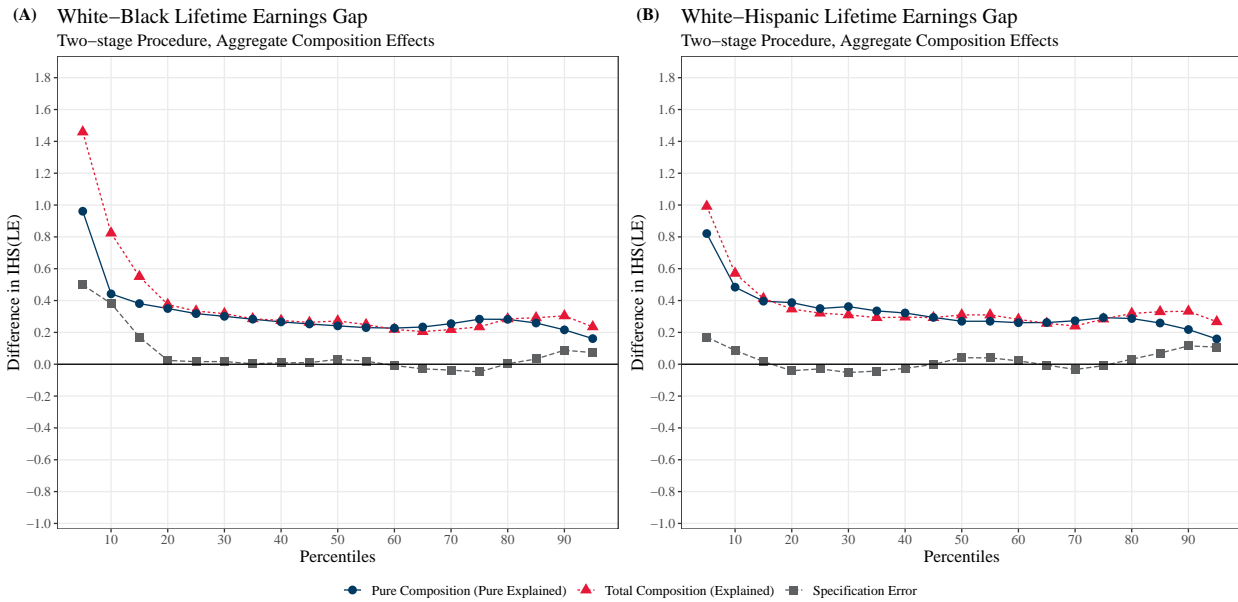 (A) White−Black Lifetime Earnings Gap
Two−stage Procedure, Aggregate Composition Effects
Difference in IHS(LE)
1.8
1.6
1.4
1.2
1.0
0.8
0.6
0.4
0.2
0.0
−0.2
−0.4
−0.6
−0.8
−1.0
10 20 30 40 50 60 70 80 90
Percentiles
(B) White−Hispanic Lifetime Earnings Gap
Two−stage Procedure, Aggregate Composition Effects
Difference in IHS(LE)
1.8
1.6
1.4
1.2
1.0
0.8
0.6
0.4
0.2
0.0
−0.2
−0.4
−0.6
−0.8
−1.0
10 20 30 40 50 60 70 80 90
Percentiles
Pure Composition (Pure Explained) Total Composition (Explained) Specification Error